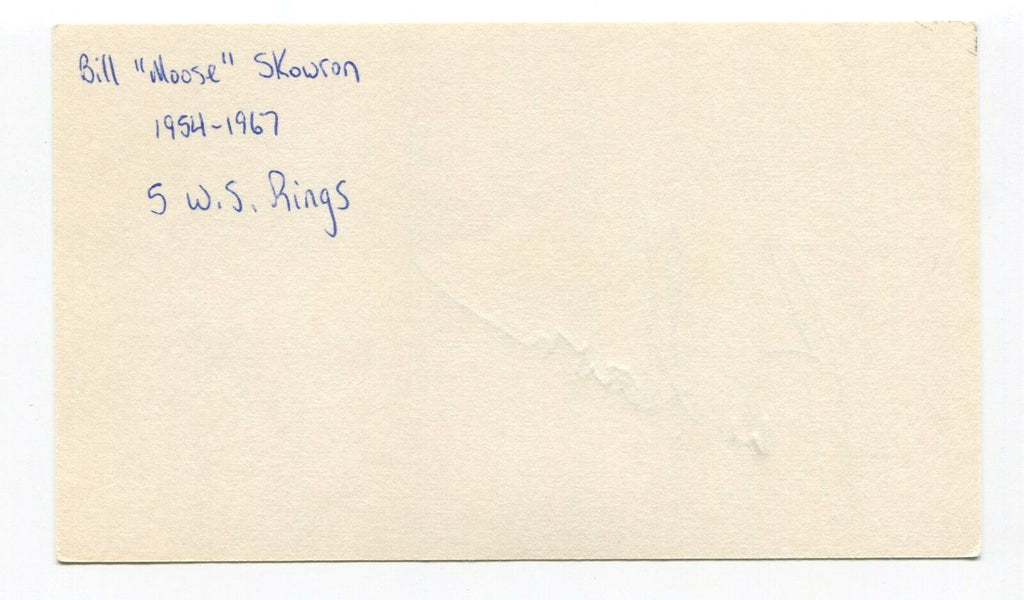 Bill "Moose" Skowron
1954-1967
5 W.S. Rings